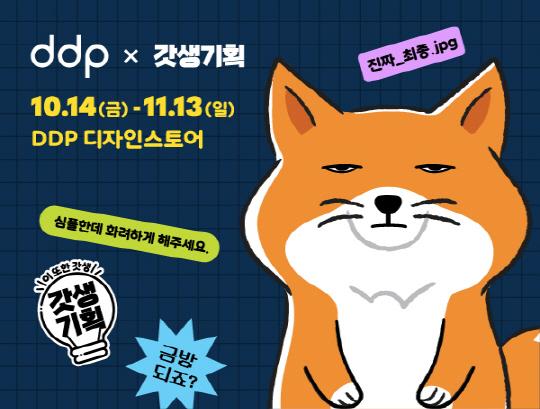 ddp × 갓생기획
진짜_최종.jpg
10.14(금)-11.13(일)
DDP 디자인스토어
심플한데 화려하게 해주세요.
이 또한 갓생
갓생
기획
금방
되죠?